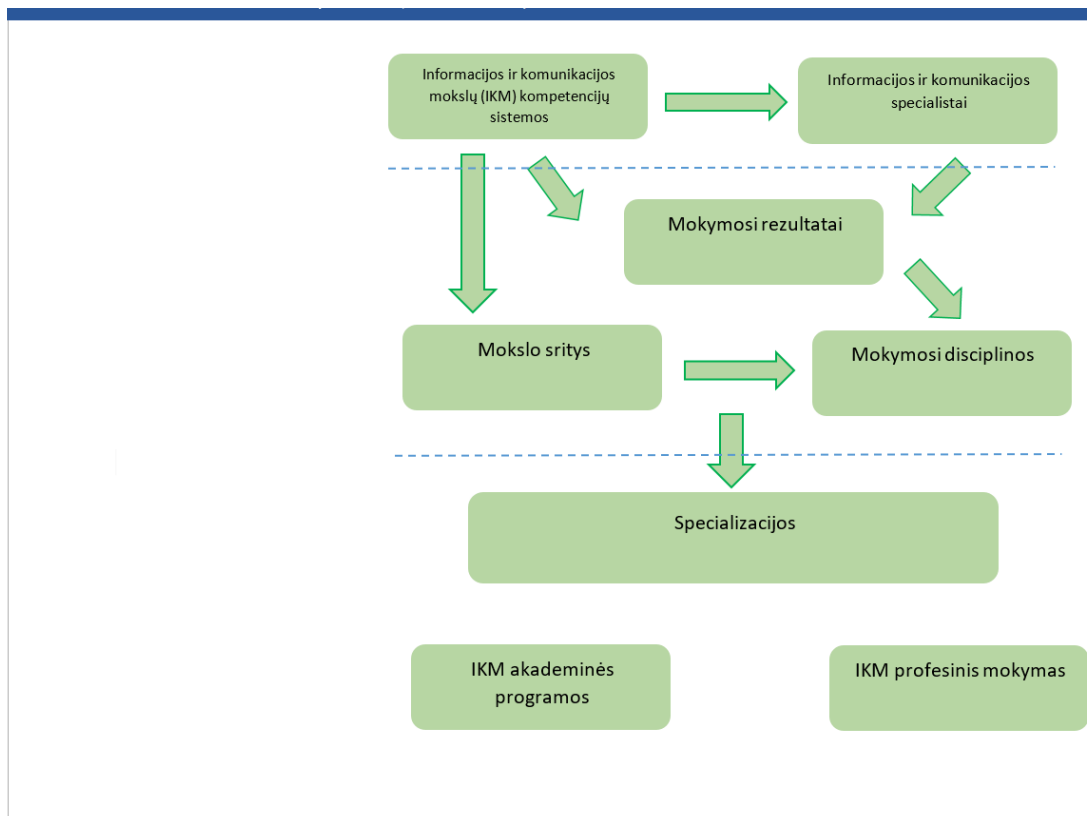 Informacijos ir komunikacijos
mokslų (IKM) kompetencijų
sistemos
Informacijos ir komunikacijos
specialistai
Mokymosi rezultatai
Mokslo sritys
Mokymosi disciplinos
Specializacijos
IKM akademinės
programos
IKM profesinis mokymas